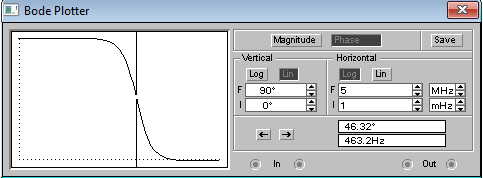 Bode Plotter
Magnitude Phase Save
Vertical Horizontal
Log Lin Log Lin
F 90° F 5 MHz
I 0° I 1 mHz
← → 46.32°
463.2Hz
In Out